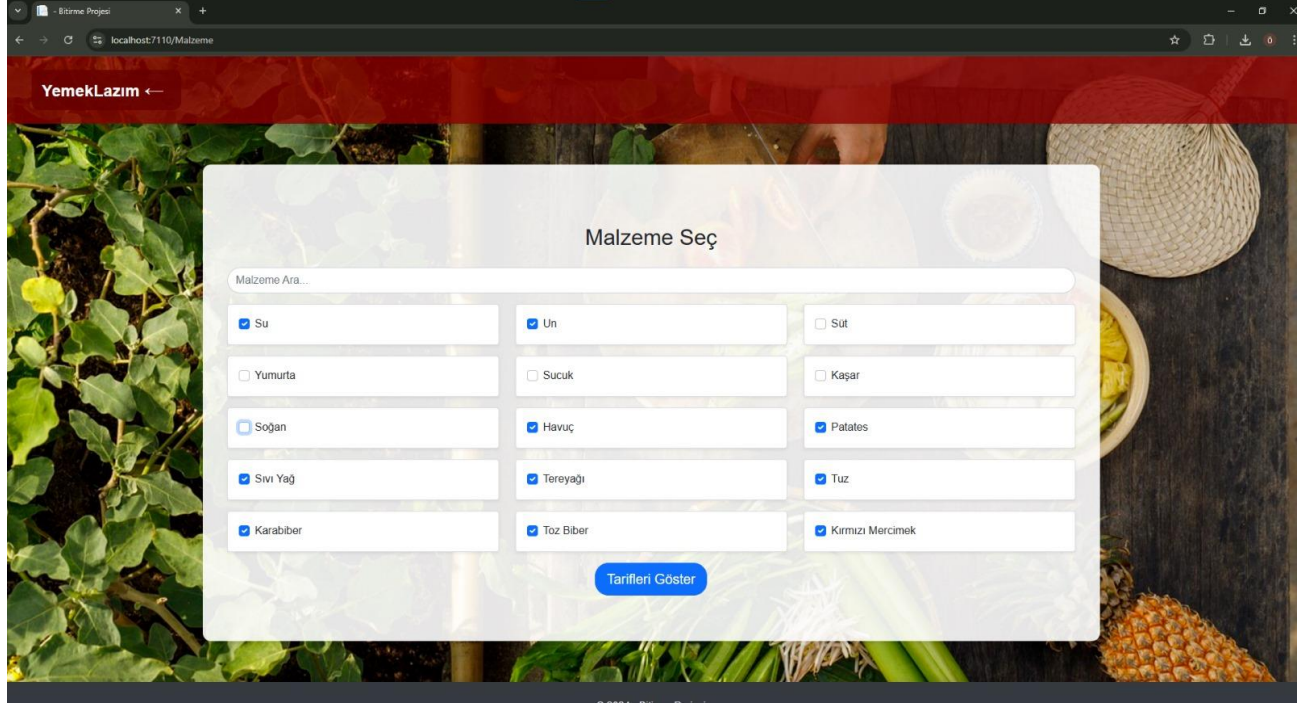 - Bitirme Projesi
localhost:7110/Malzeme
0
YemekLazım ←
Malzeme Seç
Malzeme Ara...
Su
Un
Süt
Yumurta
Sucuk
Kaşar
Soğan
Havuç
Patates
Sıvı Yağ
Tereyağı
Tuz
Karabiber
Toz Biber
Kırmızı Mercimek
Tarifleri Göster